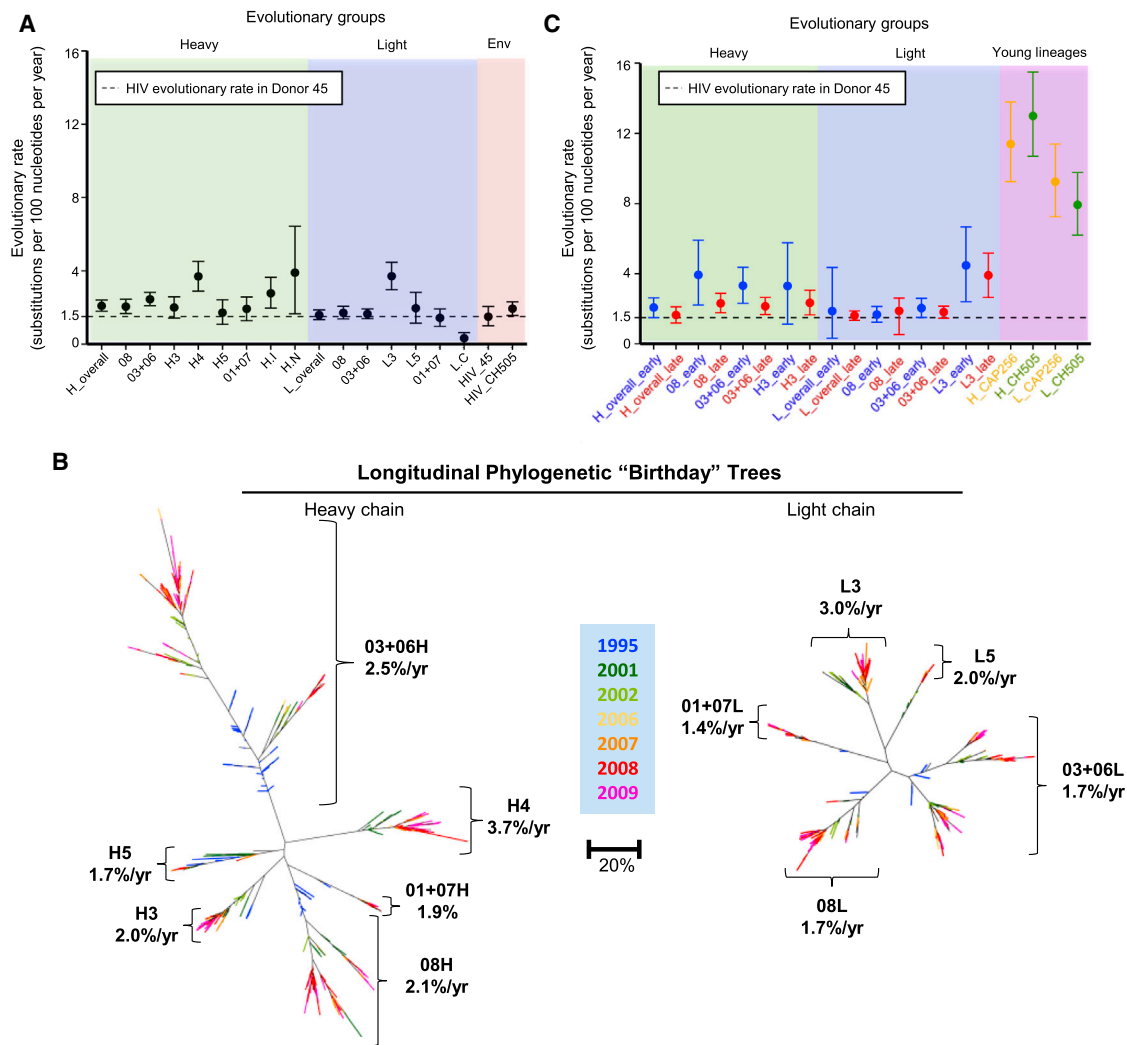 A
Evolutionary groups
Heavy
Light
Env
Evolutionary rate
(substitutions per 100 nucleotides per year)
16
12
8
4
1.5
0
HIV evolutionary rate in Donor 45
H_overall
08
03+06
H3
H4
H5
01+07
H.I
H.N
L_overall
08
03+06
L3
L5
01+07
L.C
HIV_45
HIV_CH505
C
Evolutionary groups
Heavy
Light
Young lineages
Evolutionary rate
(substitutions per 100 nucleotides per year)
16
12
8
4
1.5
0
HIV evolutionary rate in Donor 45
H_overall_early
H_overall_late
08_early
08_late
03+06_early
03+06_late
H3_early
H3_late
L_overall_early
L_overall_late
08_early
08_late
03+06_early
03+06_late
L3_early
L3_late
H_CAP256
H_CH505
L_CAP256
L_CH505
B
Longitudinal Phylogenetic “Birthday” Trees
Heavy chain
Light chain
03+06H
2.5%/yr
H4
3.7%/yr
H5
1.7%/yr
01+07H
1.9%
H3
2.0%/yr
08H
2.1%/yr
1995
2001
2002
2006
2007
2008
2009
20%
L3
3.0%/yr
L5
2.0%/yr
01+07L
1.4%/yr
03+06L
1.7%/yr
08L
1.7%/yr